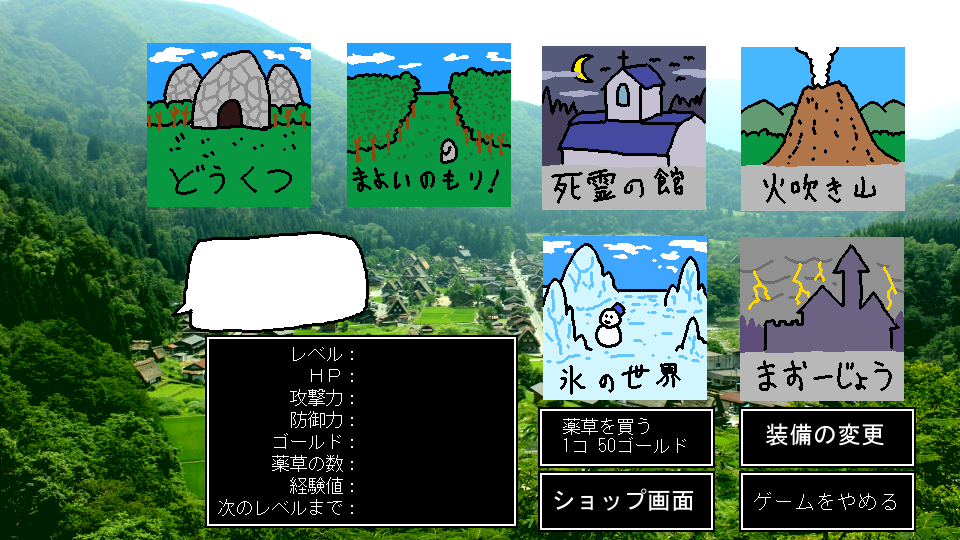 どうくつ
まよいのもり!
死霊の館
火吹き山
氷の世界
まおーじょう
レベル:
HP:
攻撃力:
防御力:
ゴールド:
薬草の数:
経験値:
次のレベルまで:
薬草を買う
1コ 50ゴールド
装備の変更
ショップ画面
ゲームをやめる